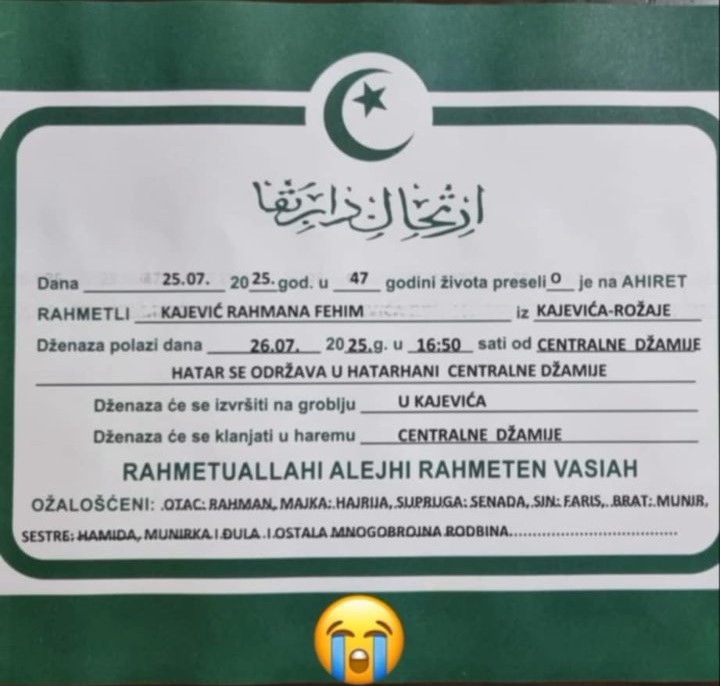 ارتحال دار بقا
Dana 25.07. 2025. god. u 47 godini života preselio je na AHIRET
RAHMETLI KAJEVIĆ RAHMANA FEHIM iz KAJEVIĆA-ROŽAJE
Dženaza polazi dana 26.07. 2025.g. u 16:50 sati od CENTRALNE DŽAMIJE
HATAR SE ODRŽAVA U HATARHANI CENTRALNE DŽAMIJE
Dženaza će se izvršiti na groblju U KAJEVIĆA
Dženaza će se klanjati u haremu CENTRALNE DŽAMIJE
RAHMETUALLAHI ALEJHI RAHMETEN VASIAH
OŽALOŠĆENI: OTAC: RAHMAN, MAJKA: HAJRIJA, SUPRUGA: SENADA, SIN: FARIS, BRAT: MUNIR,
SESTRE: HAMIDA, MUNIRKA I ĐULA I OSTALA MNOGOBROJNA RODBINA......................................